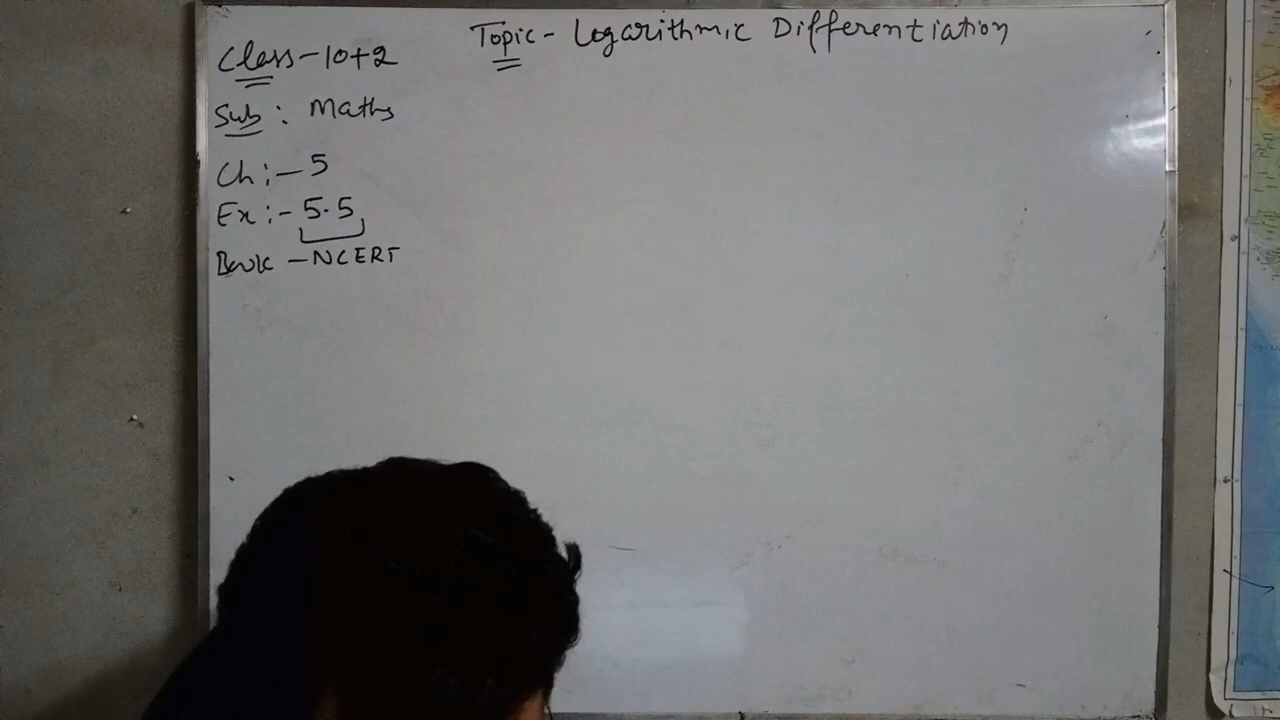 Topic - Logarithmic Differentiation
Class - 10+2
Sub : Maths
Ch :- 5
Ex :- 5.5
Book - NCERT